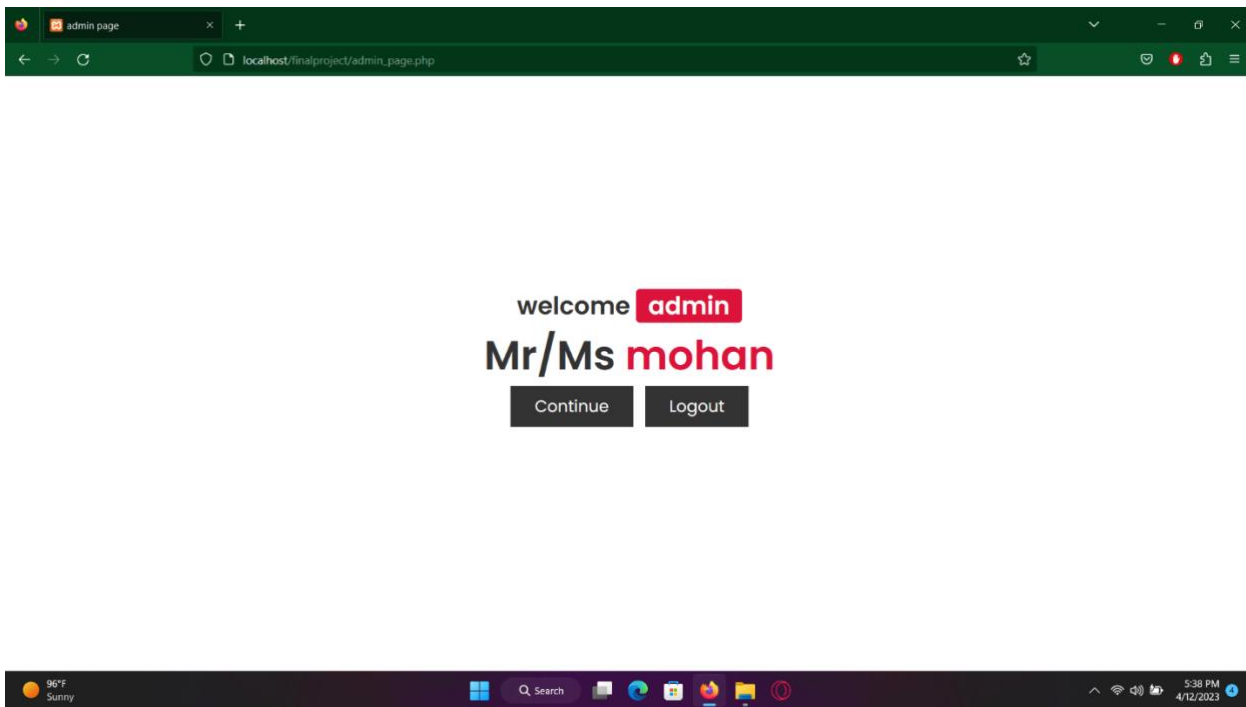 admin page
localhost/finalproject/admin_page.php
welcome admin
Mr/Ms mohan
Continue Logout
96°F
Sunny
Search
5:38 PM
4/12/2023
4